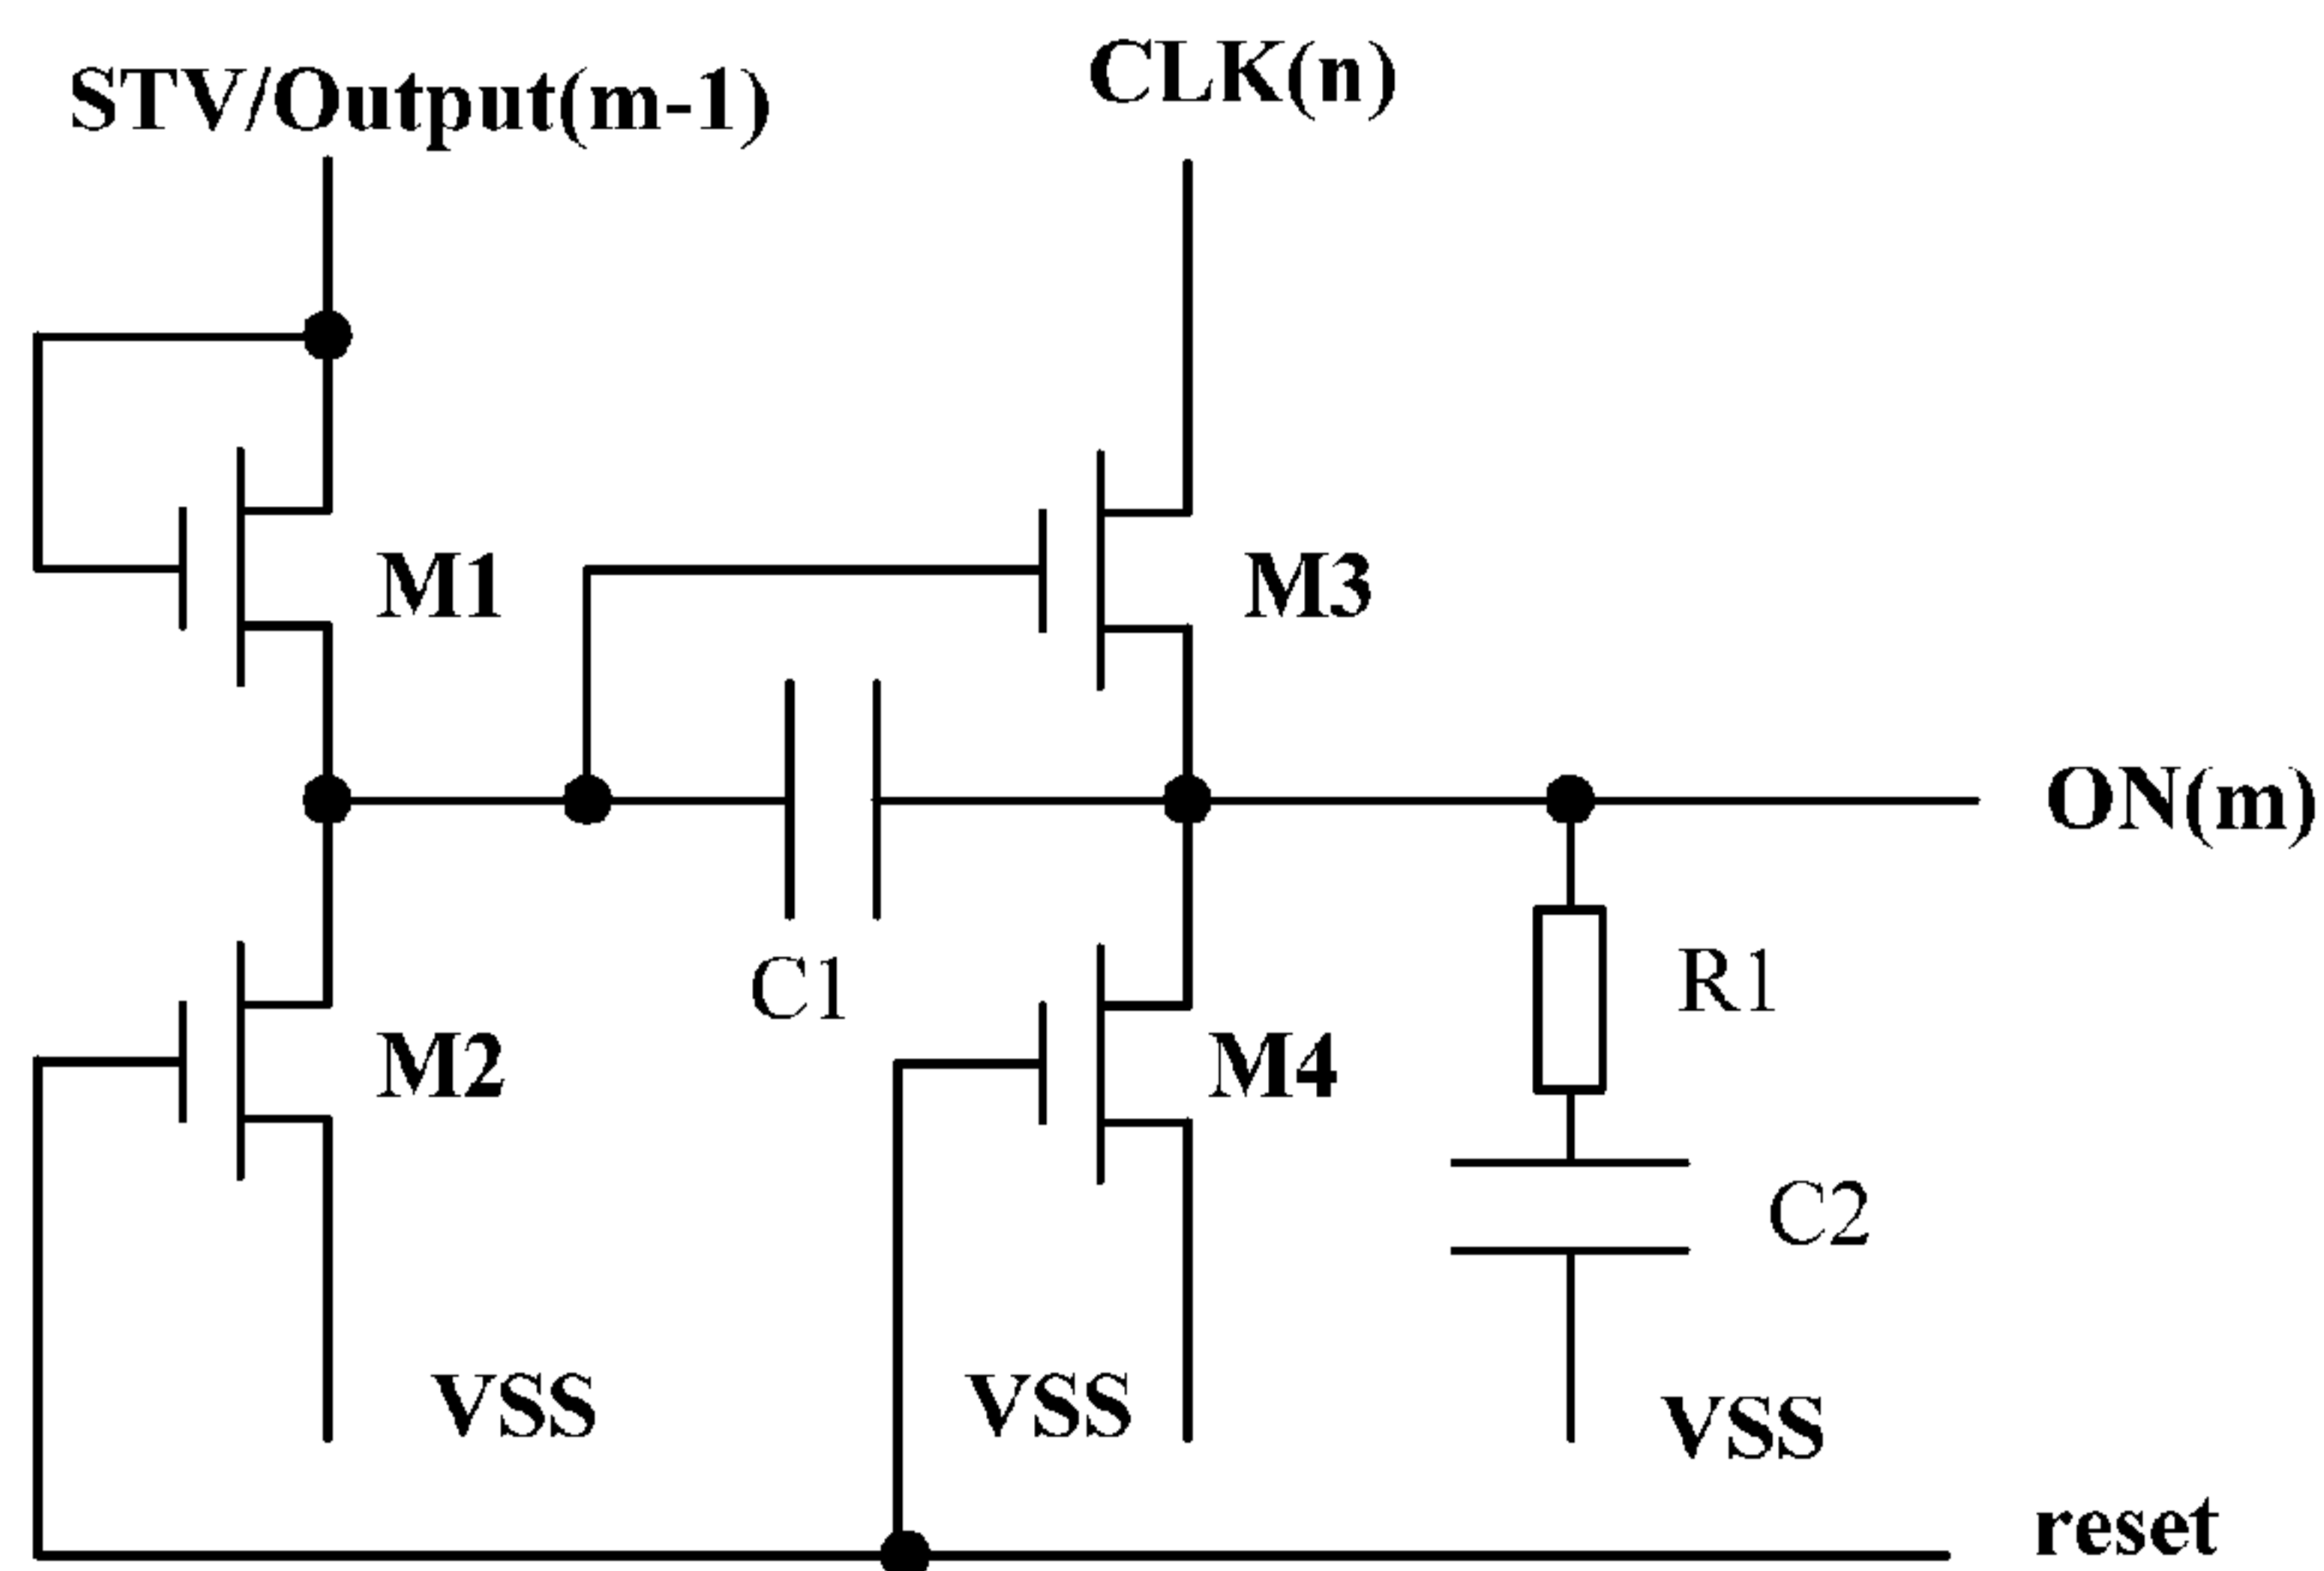 STV/Output(m-1)
CLK(n)
M1
M3
ON(m)
C1
R1
M2
M4
C2
VSS
VSS
VSS
reset